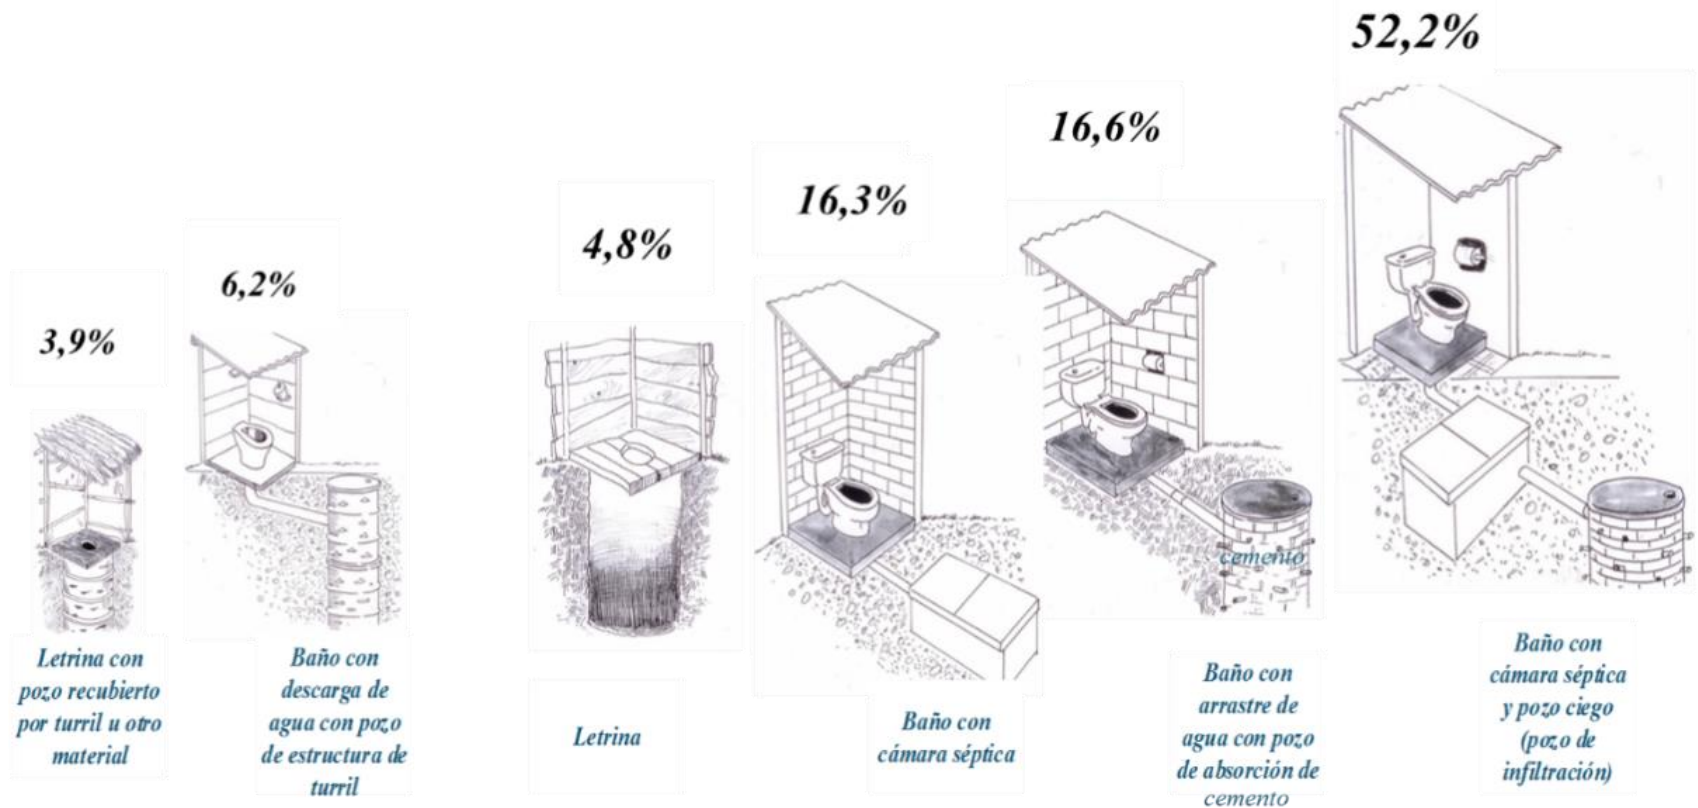 3,9%
Letrina con
pozo recubierto
por turril u otro
material
6,2%
Baño con
descarga de
agua con pozo
de estructura de
turril
4,8%
Letrina
16,3%
Baño con
cámara séptica
16,6%
cemento
Baño con
arrastre de
agua con pozo
de absorción de
cemento
52,2%
Baño con
cámara séptica
y pozo ciego
(pozo de
infiltración)